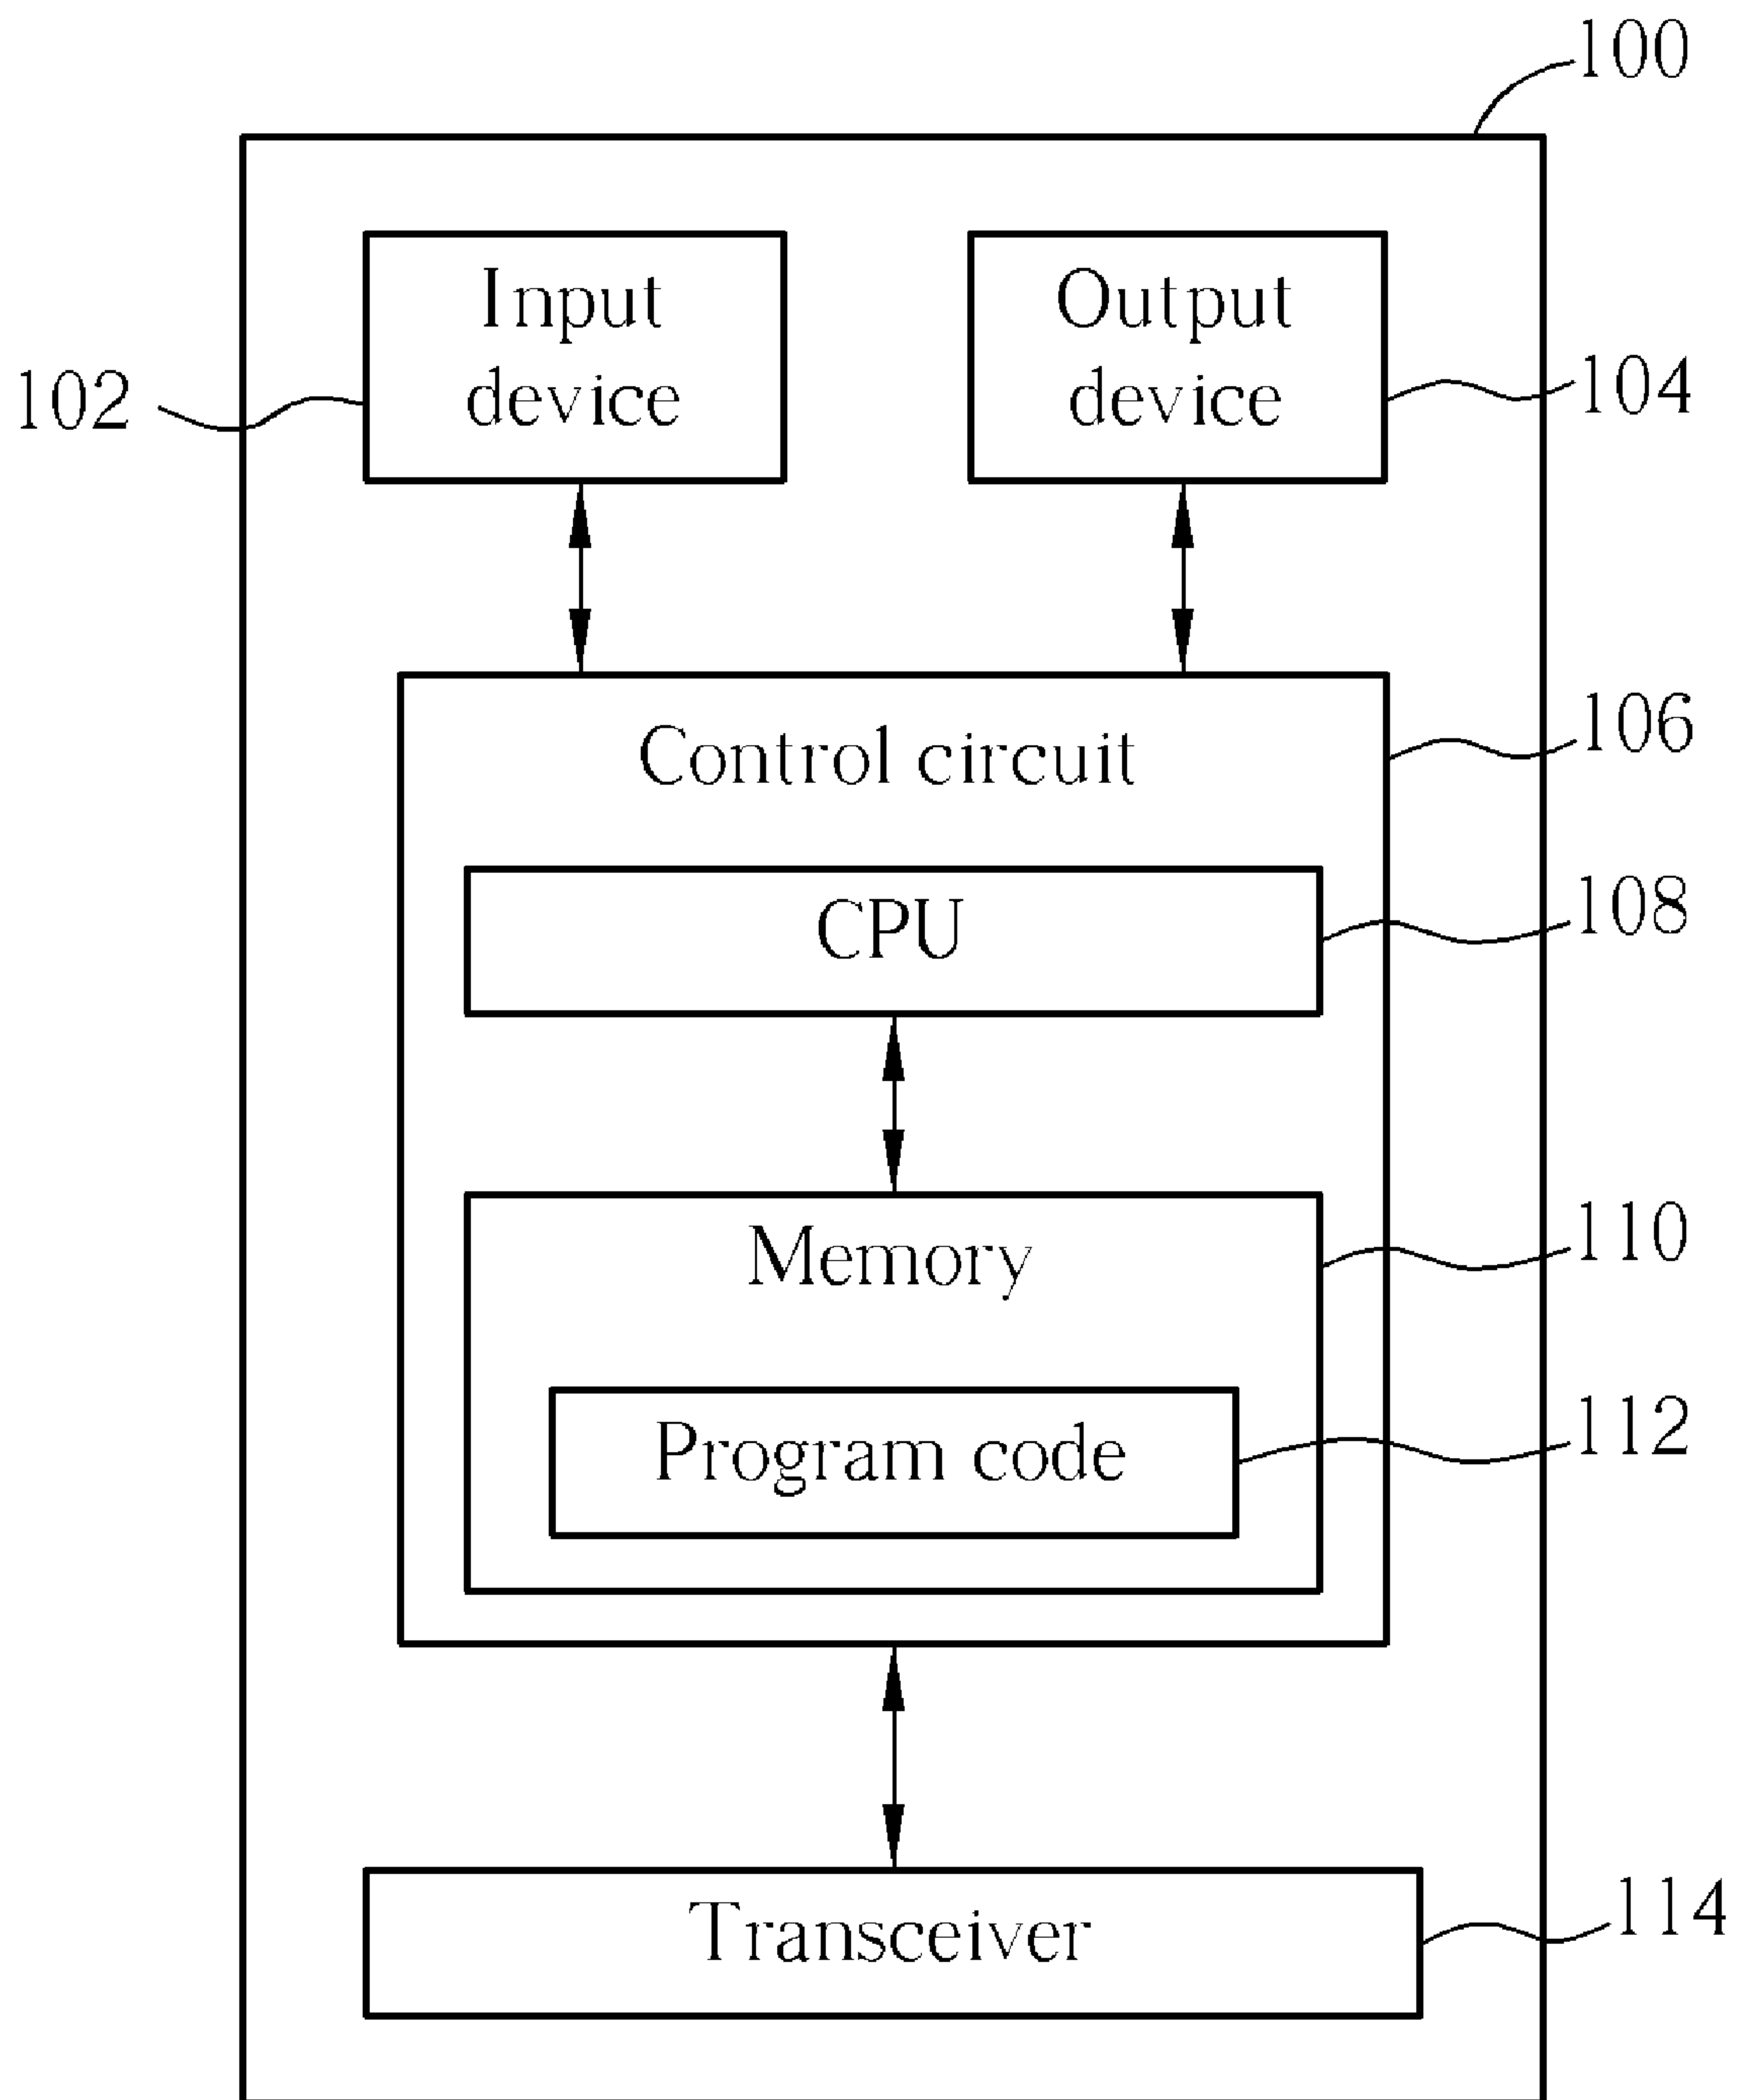 100
Input
device
Output
device
102
104
Control circuit
106
CPU
108
Memory
110
Program code
112
Transceiver
114